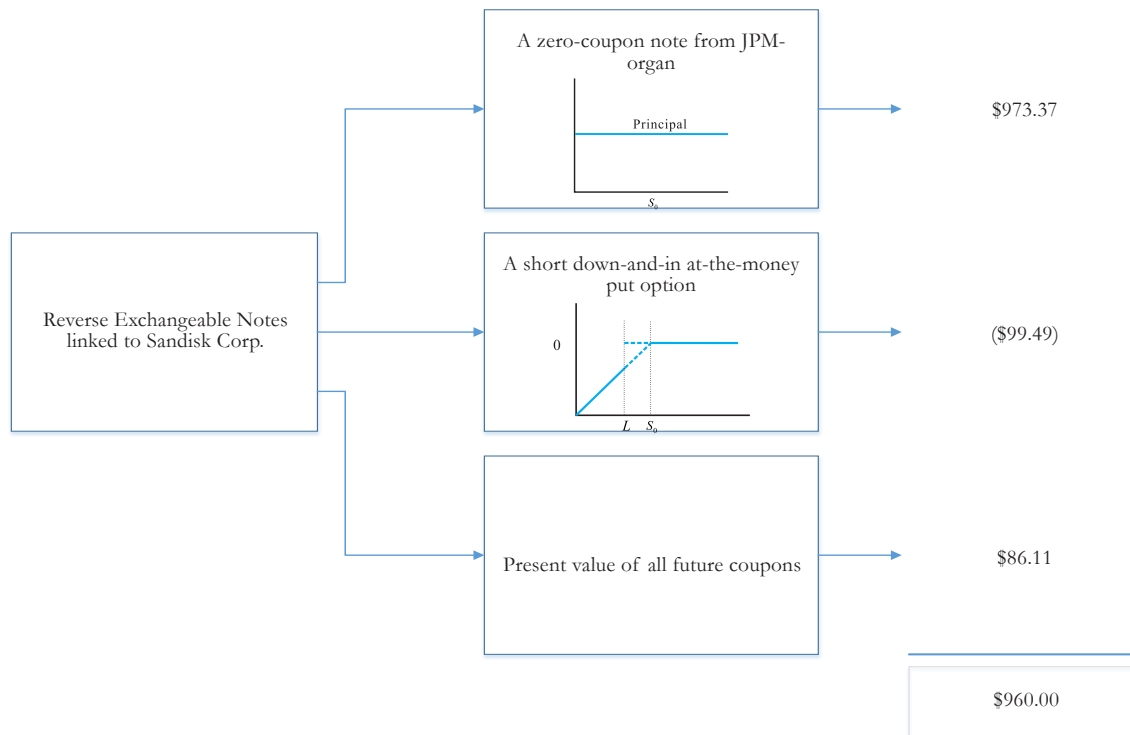 A zero-coupon note from JPM-
organ
Principal
S₀
$973.37
Reverse Exchangeable Notes
linked to Sandisk Corp.
A short down-and-in at-the-money
put option
0
L S₀
($99.49)
Present value of all future coupons
$86.11
$960.00